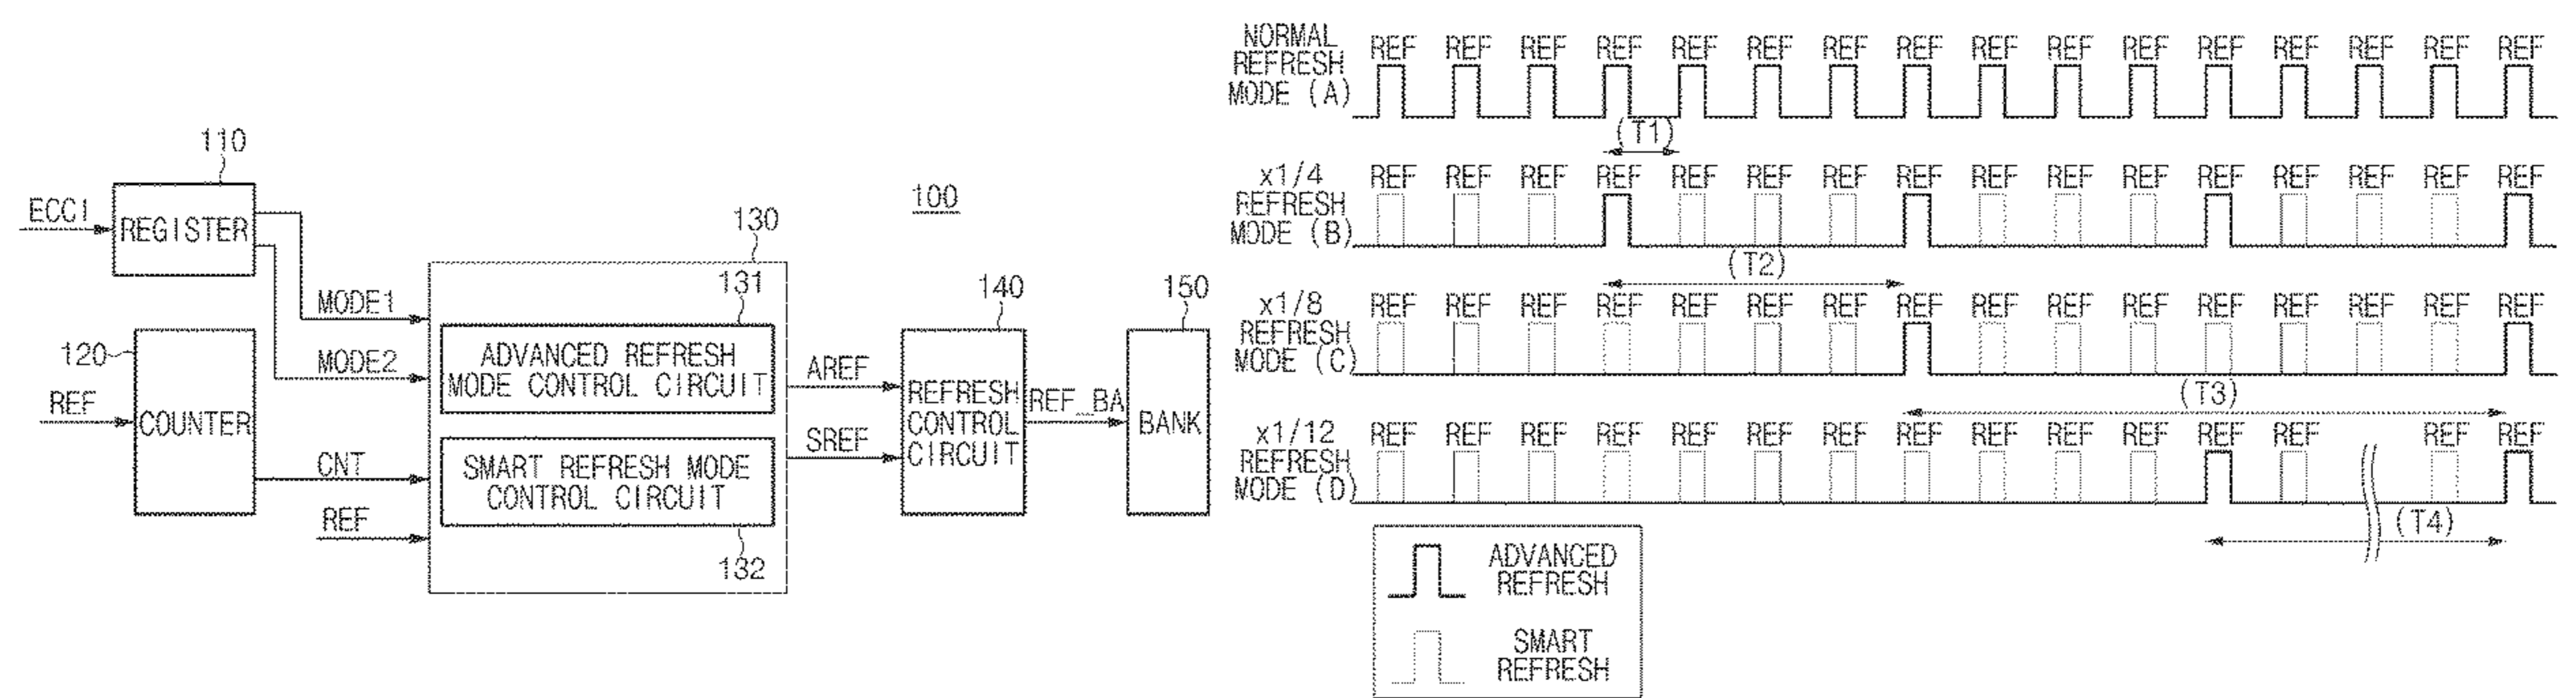 110
ECCI
REGISTER
100
130
131
MODE1
ADVANCED REFRESH
MODE CONTROL CIRCUIT
MODE2
120
REF
COUNTER
CNT
SMART REFRESH MODE
CONTROL CIRCUIT
REF
132
AREF
SREF
140
REFRESH
CONTROL
CIRCUIT
REF_BA
150
BANK
NORMAL
REFRESH
MODE (A)
REF REF REF REF REF REF REF REF REF REF REF REF REF REF REF REF
(T1)
x1/4
REFRESH
MODE (B)
REF REF REF REF REF REF REF REF REF REF REF REF REF REF REF REF
(T2)
x1/8
REFRESH
MODE (C)
REF REF REF REF REF REF REF REF REF REF REF REF REF REF REF REF
(T3)
x1/12
REFRESH
MODE (D)
REF REF REF REF REF REF REF REF REF REF REF REF REF REF REF
(T4)
ADVANCED
REFRESH
SMART
REFRESH